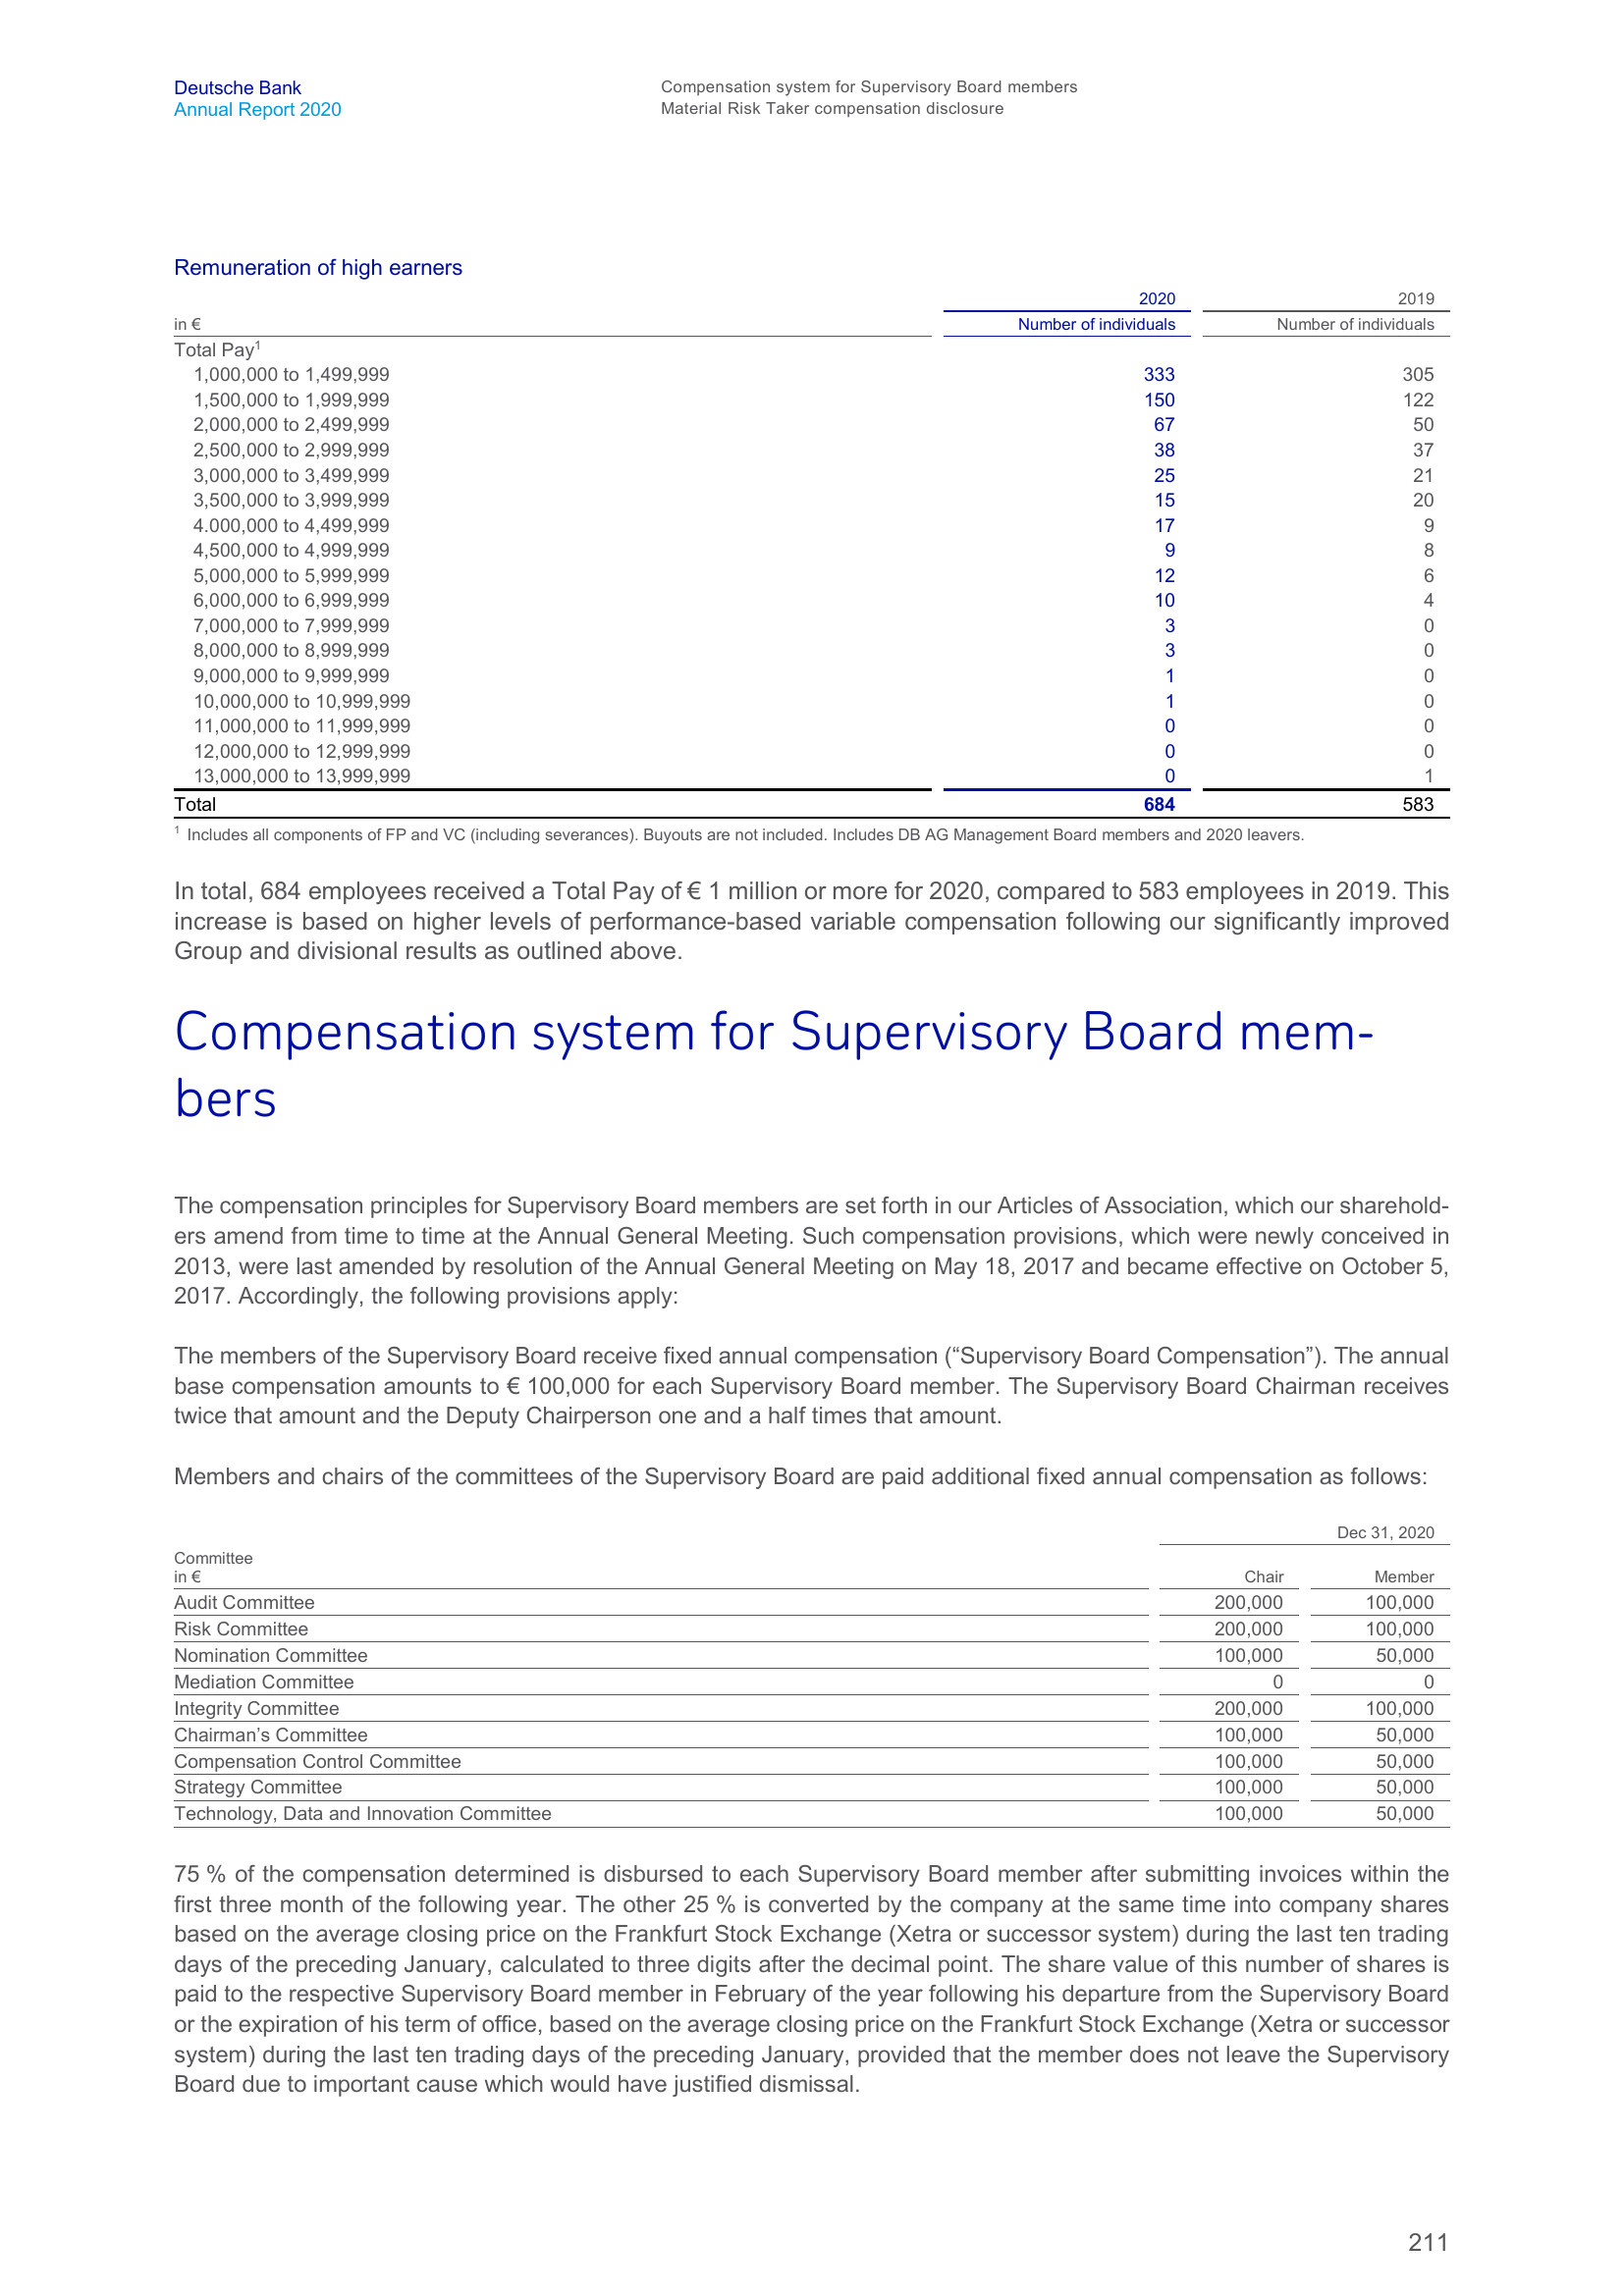 Deutsche Bank
Annual Report 2020
Compensation system for Supervisory Board members
Material Risk Taker compensation disclosure
Remuneration of high earners
2020 2019
in € Number of individuals Number of individuals
Total Pay1
1,000,000 to 1,499,999 333 305
1,500,000 to 1,999,999 150 122
2,000,000 to 2,499,999 67 50
2,500,000 to 2,999,999 38 37
3,000,000 to 3,499,999 25 21
3,500,000 to 3,999,999 15 20
4.000,000 to 4,499,999 17 9
4,500,000 to 4,999,999 9 8
5,000,000 to 5,999,999 12 6
6,000,000 to 6,999,999 10 4
7,000,000 to 7,999,999 3 0
8,000,000 to 8,999,999 3 0
9,000,000 to 9,999,999 1 0
10,000,000 to 10,999,999 1 0
11,000,000 to 11,999,999 0 0
12,000,000 to 12,999,999 0 0
13,000,000 to 13,999,999 0 1
Total 684 583
1 Includes all components of FP and VC (including severances). Buyouts are not included. Includes DB AG Management Board members and 2020 leavers.
In total, 684 employees received a Total Pay of € 1 million or more for 2020, compared to 583 employees in 2019. This
increase is based on higher levels of performance-based variable compensation following our significantly improved
Group and divisional results as outlined above.
Compensation system for Supervisory Board mem-
bers
The compensation principles for Supervisory Board members are set forth in our Articles of Association, which our sharehold-
ers amend from time to time at the Annual General Meeting. Such compensation provisions, which were newly conceived in
2013, were last amended by resolution of the Annual General Meeting on May 18, 2017 and became effective on October 5,
2017. Accordingly, the following provisions apply:
The members of the Supervisory Board receive fixed annual compensation (“Supervisory Board Compensation”). The annual
base compensation amounts to € 100,000 for each Supervisory Board member. The Supervisory Board Chairman receives
twice that amount and the Deputy Chairperson one and a half times that amount.
Members and chairs of the committees of the Supervisory Board are paid additional fixed annual compensation as follows:
Dec 31, 2020
Committee
in € Chair Member
Audit Committee 200,000 100,000
Risk Committee 200,000 100,000
Nomination Committee 100,000 50,000
Mediation Committee 0 0
Integrity Committee 200,000 100,000
Chairman’s Committee 100,000 50,000
Compensation Control Committee 100,000 50,000
Strategy Committee 100,000 50,000
Technology, Data and Innovation Committee 100,000 50,000
75 % of the compensation determined is disbursed to each Supervisory Board member after submitting invoices within the
first three month of the following year. The other 25 % is converted by the company at the same time into company shares
based on the average closing price on the Frankfurt Stock Exchange (Xetra or successor system) during the last ten trading
days of the preceding January, calculated to three digits after the decimal point. The share value of this number of shares is
paid to the respective Supervisory Board member in February of the year following his departure from the Supervisory Board
or the expiration of his term of office, based on the average closing price on the Frankfurt Stock Exchange (Xetra or successor
system) during the last ten trading days of the preceding January, provided that the member does not leave the Supervisory
Board due to important cause which would have justified dismissal.
211